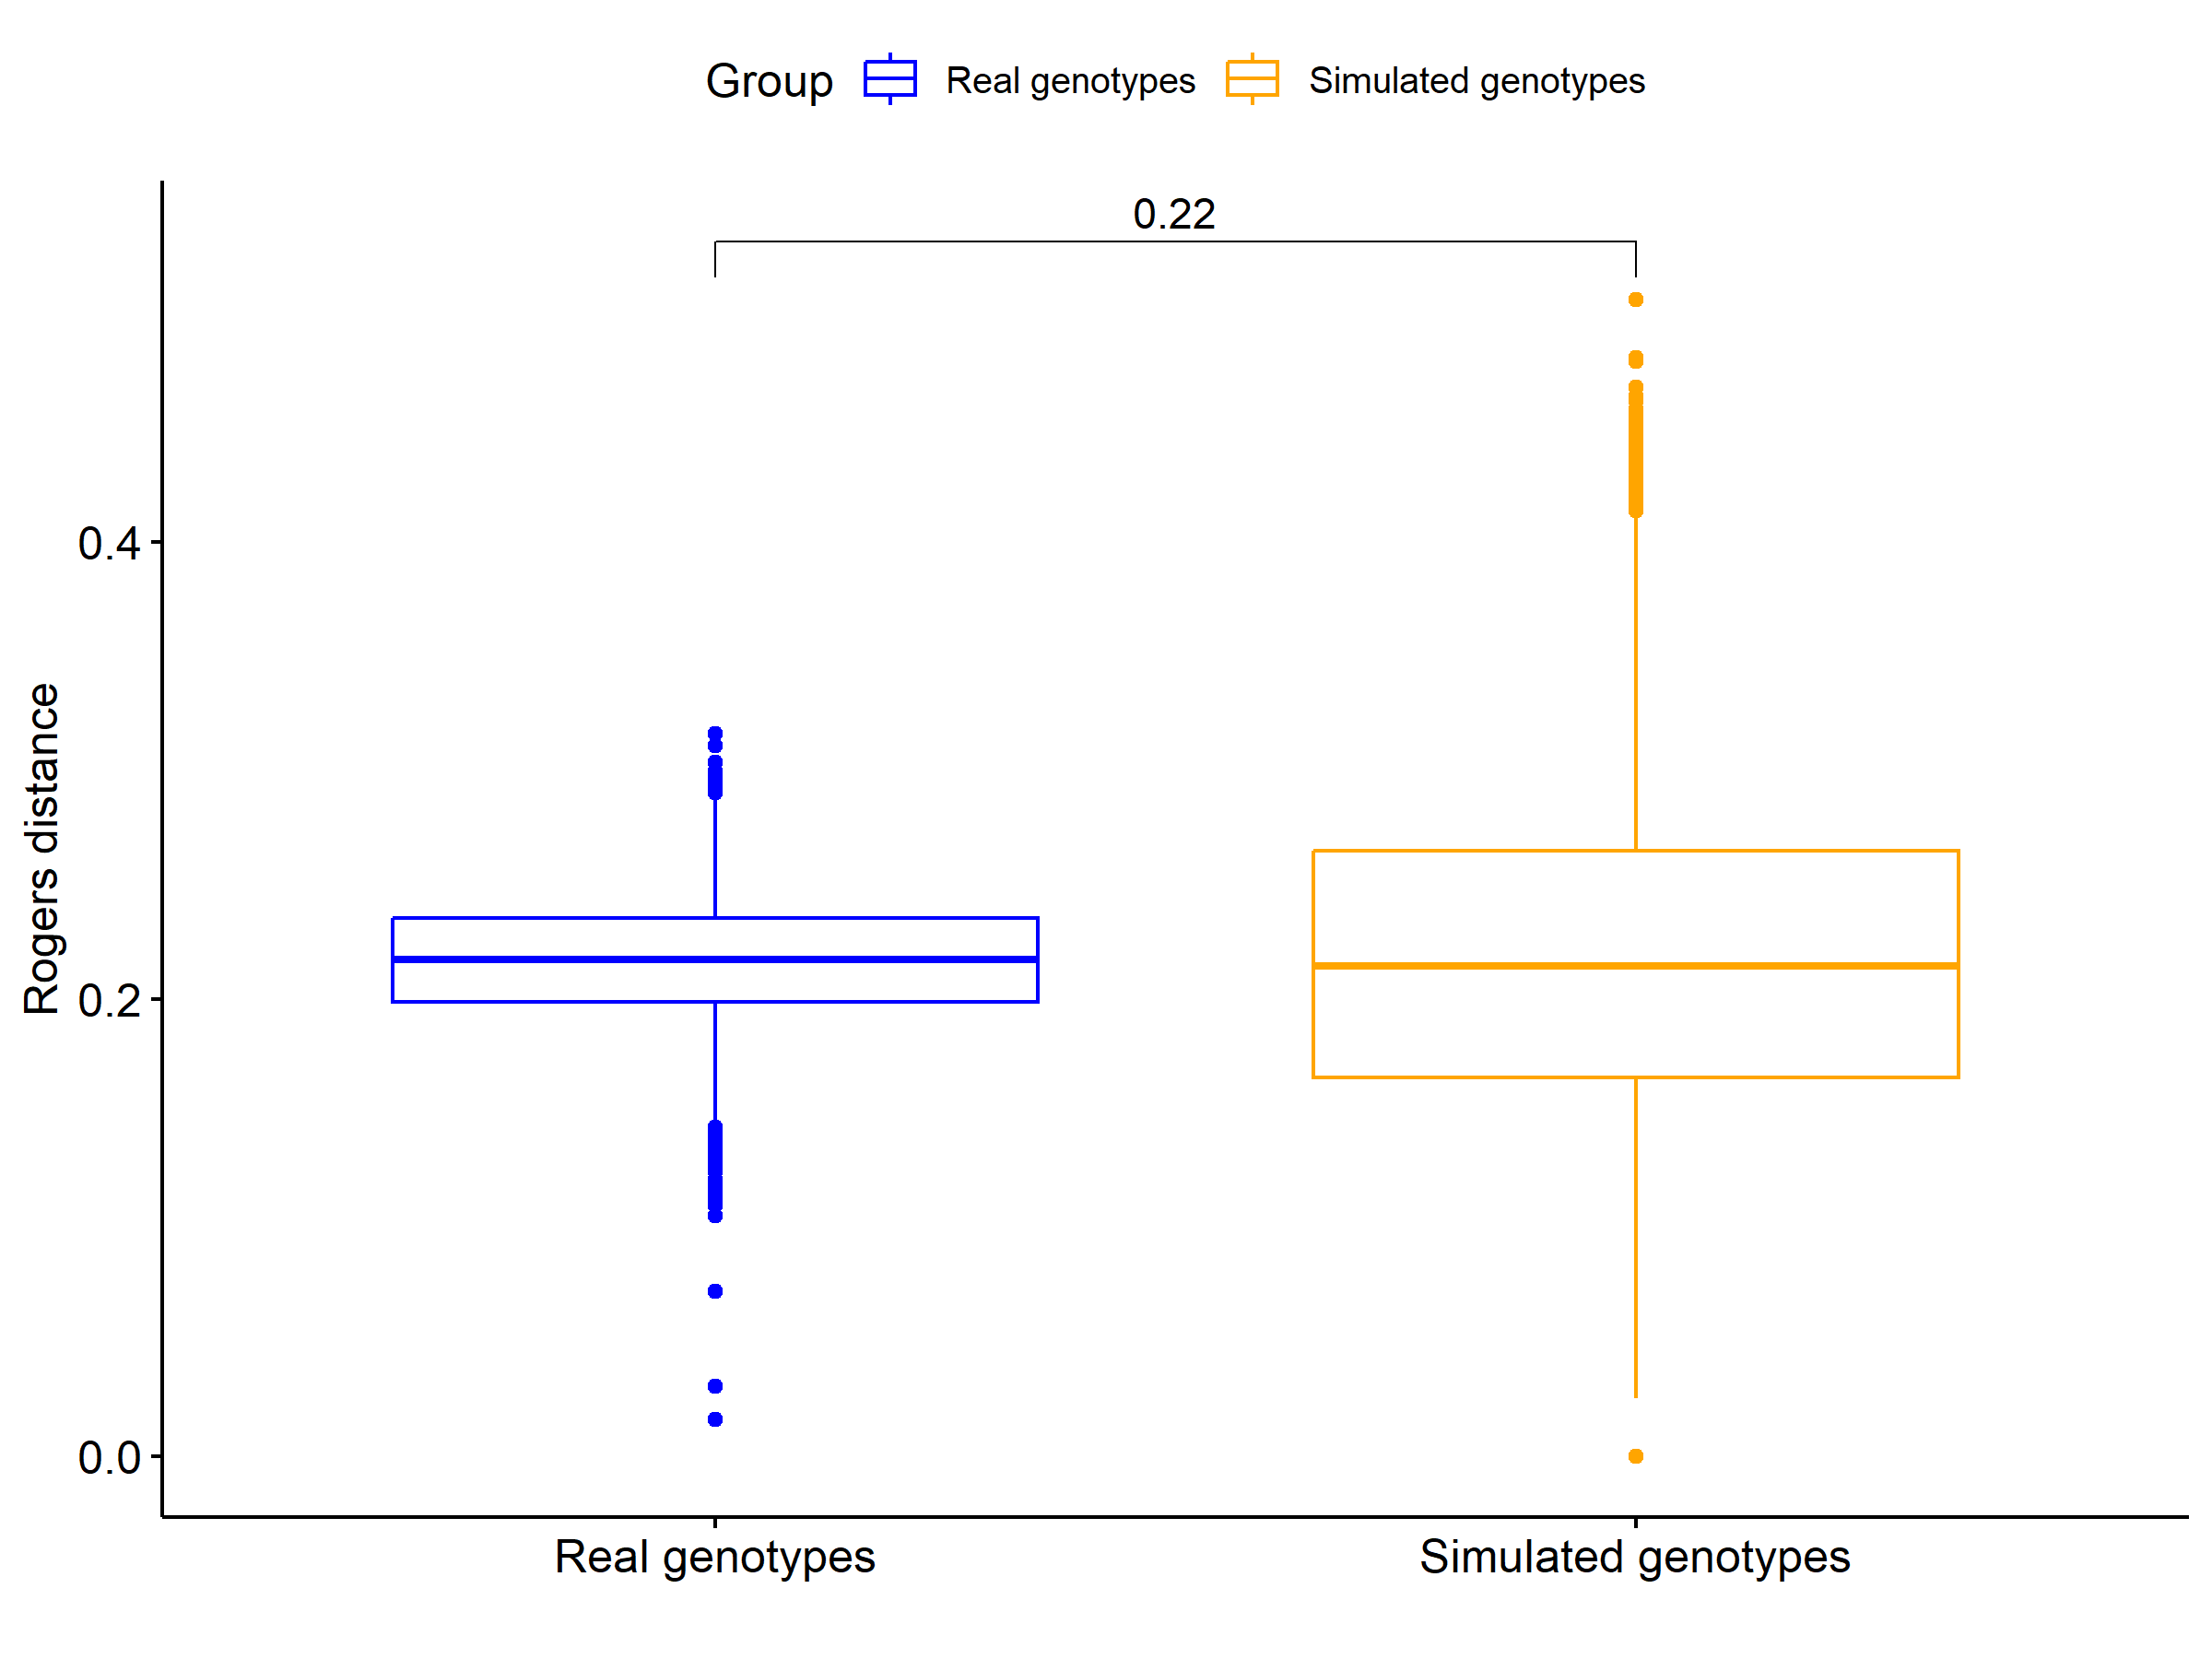 Group Real genotypes Simulated genotypes
0.22
0.4
0.2
0.0
Rogers distance
Real genotypes Simulated genotypes